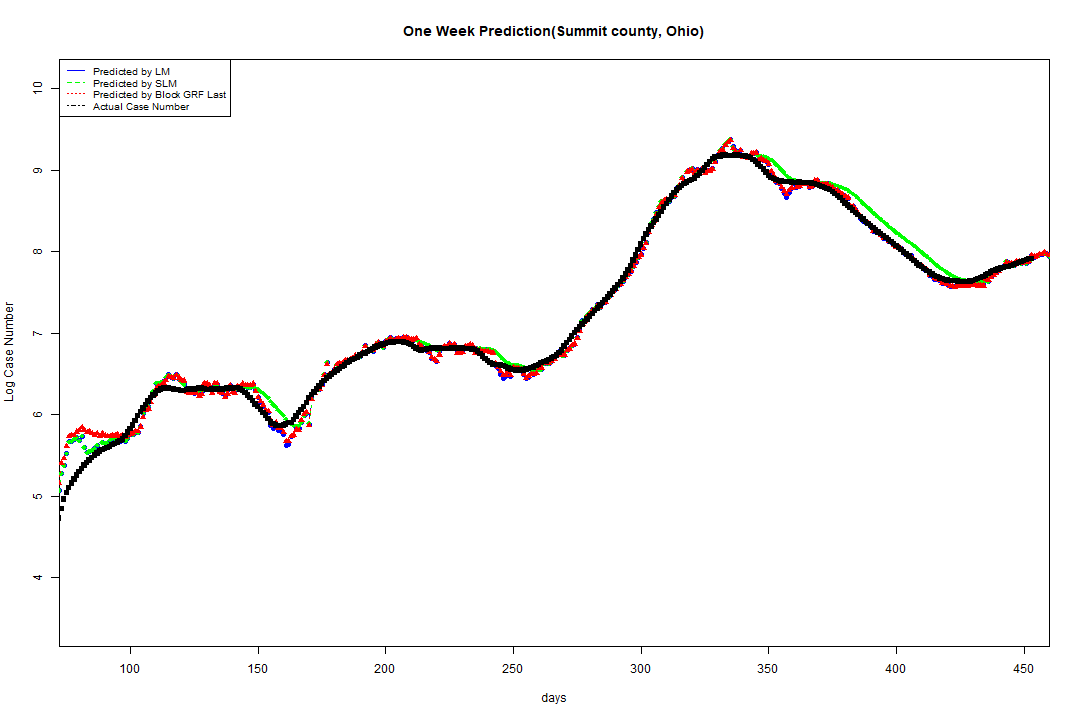 One Week Prediction(Summit county, Ohio)
Predicted by LM
Predicted by SLM
Predicted by Block GRF Last
Actual Case Number
10
9
8
7
6
5
4
Log Case Number
100 150 200 250 300 350 400 450
days